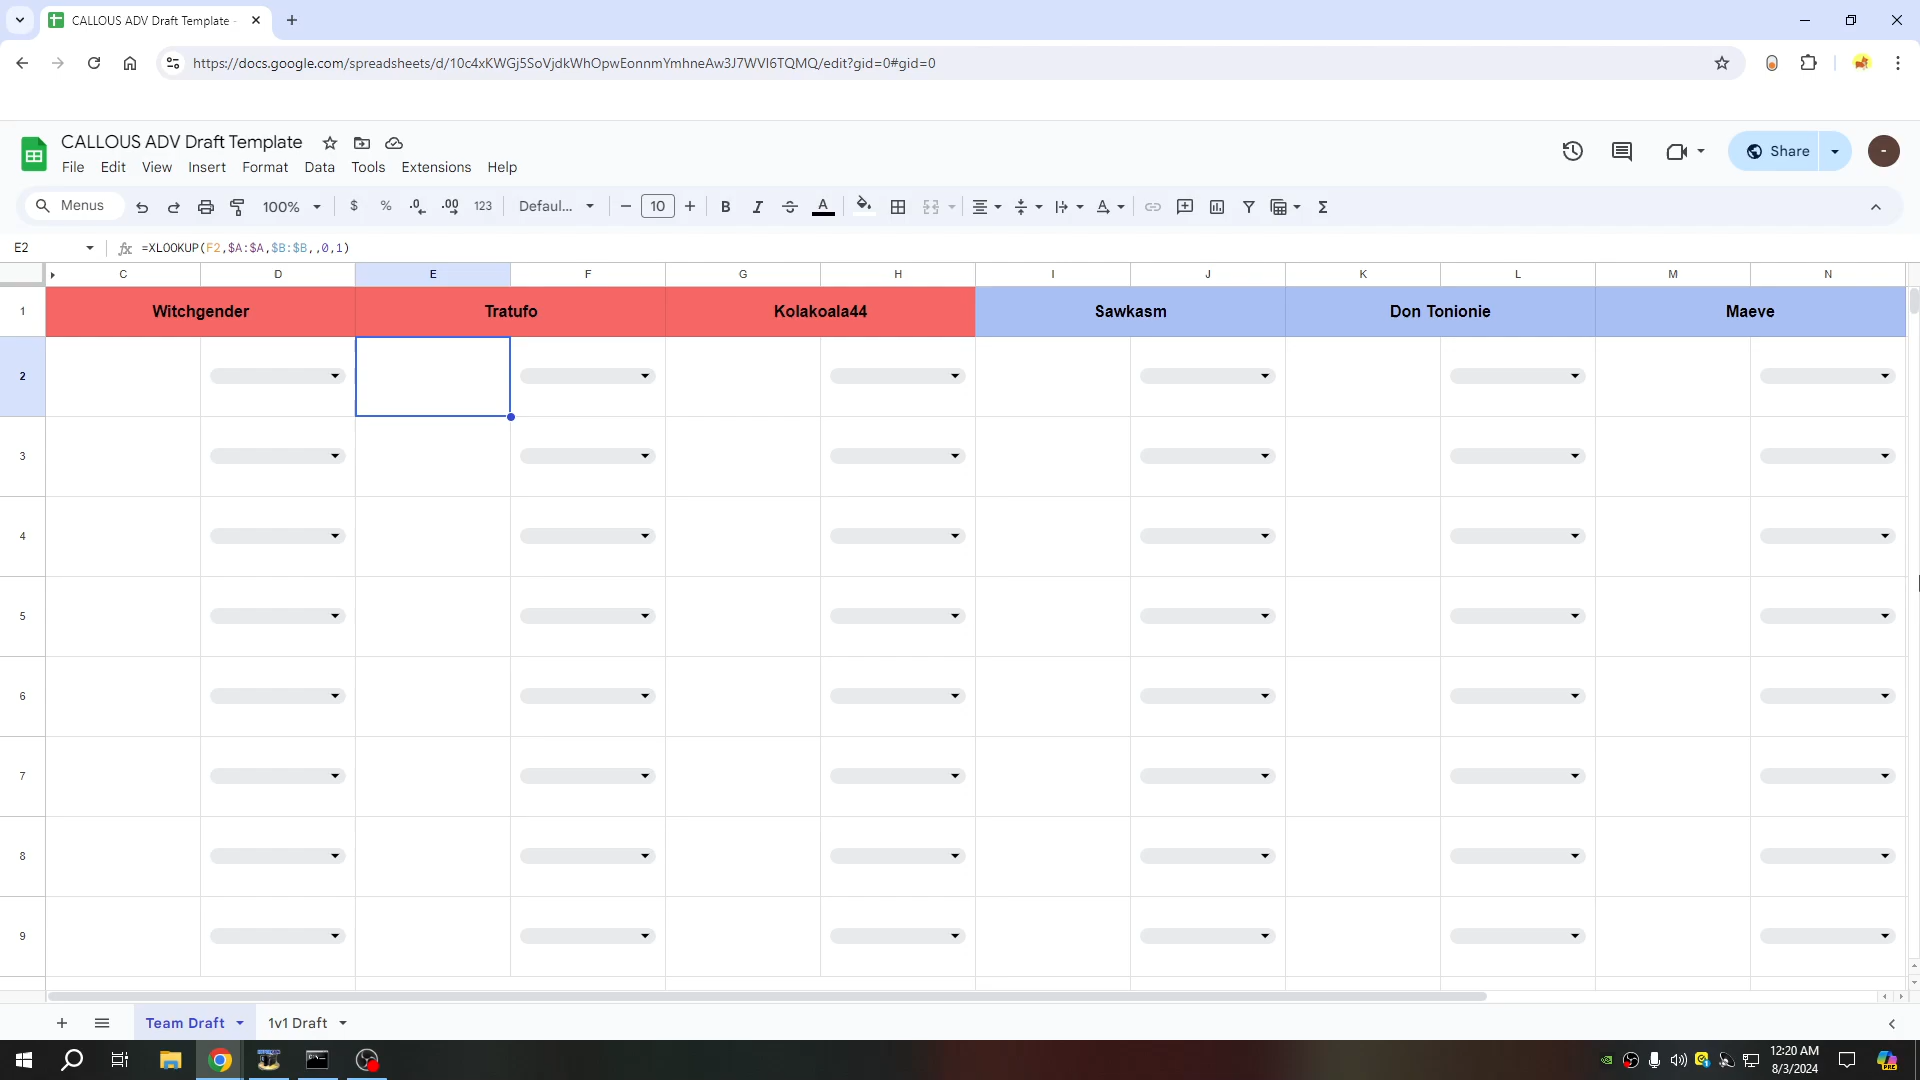 CALLOUS ADV Draft Template -
https://docs.google.com/spreadsheets/d/10c4xKWGj5SoVjdkWhOpwEonnmYmhneAw3J7WVl6TQMQ/edit?gid=0#gid=0
CALLOUS ADV Draft Template
File Edit View Insert Format Data Tools Extensions Help
Share
-
Menus 100% $ % .0 .00 123 Defaul... 10 B I A A Σ
E2 fx =XLOOKUP(F2,$A:$A,$B:$B,,0,1)
C D E F G H I J K L M N
1 Witchgender Tratufo Kolakoala44 Sawkasm Don Tonionie Maeve
2
3
4
5
6
7
8
9
Team Draft 1v1 Draft
12:20 AM
8/3/2024
PRE